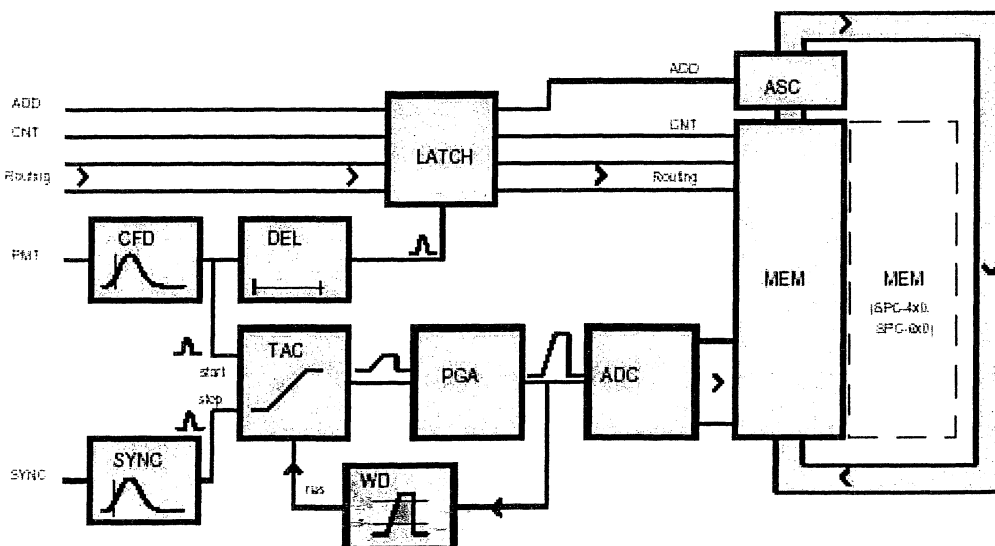 ADD
ASC
ADD
CNT
CNT
LATCH
Routing
Routing
CFD
DEL
PMT
MEM
MEM
(SPC-4x0,
SPC-6x0)
TAC
start
PGA
ADC
stop
SYNC
SYNC
res
WD